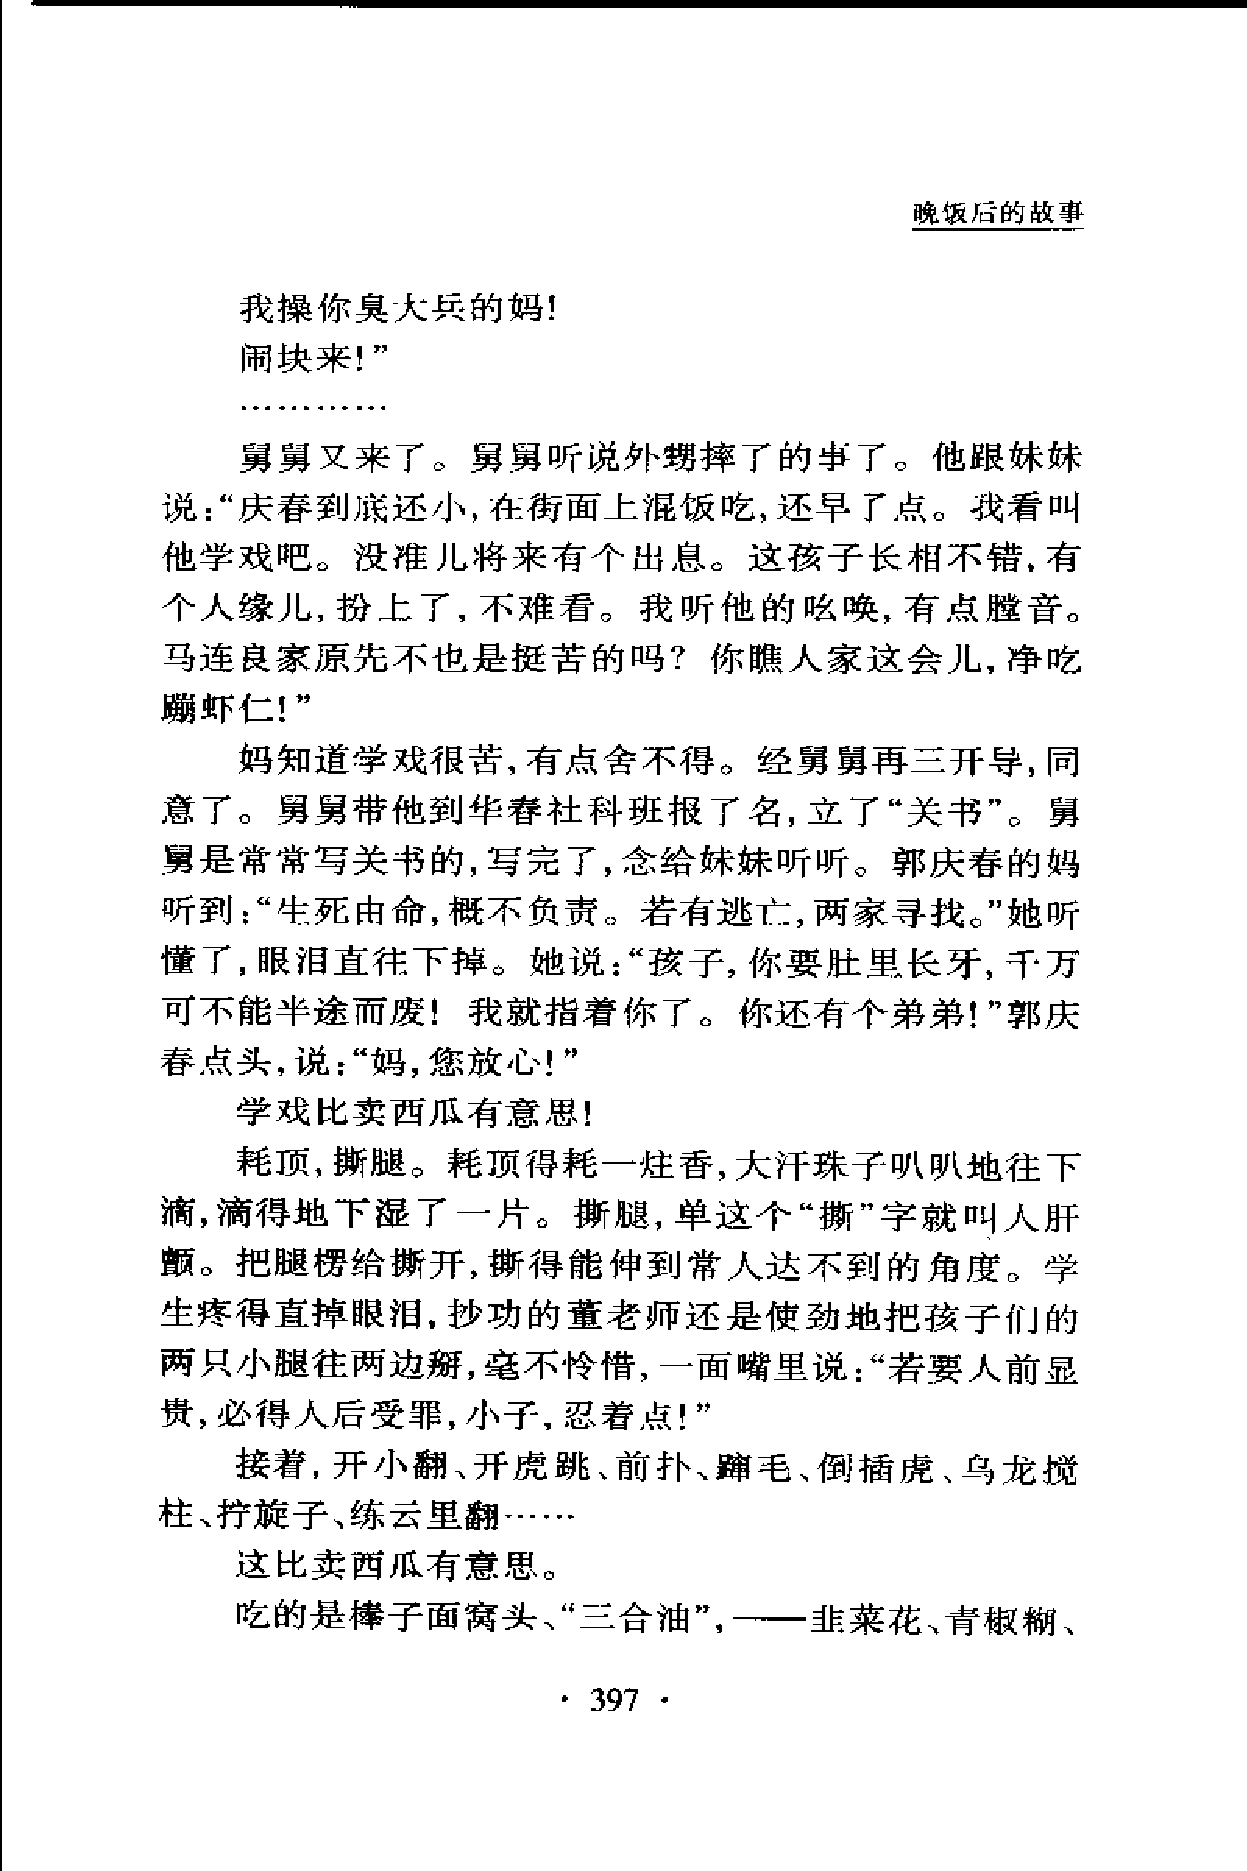 晚饭后的故事
我操你臭大兵的妈!
闹块来!”
…………
舅舅又来了。舅舅听说外甥摔了的事了。他跟妹妹
说:“庆春到底还小,在街面上混饭吃,还早了点。我看叫
他学戏吧。没准儿将来有个出息。这孩子长相不错,有
个人缘儿,扮上了,不难看。我听他的吆唤,有点膛音。
马连良家原先不也是挺苦的吗?你瞧人家这会儿,净吃
蹦虾仁!”
妈知道学戏很苦,有点舍不得。经舅舅再三开导,同
意了。舅舅带他到华春社科班报了名,立了“关书”。舅
舅是常常写关书的,写完了,念给妹妹听听。郭庆春的妈
听到:“生死由命,概不负责。若有逃亡,两家寻找。”她听
懂了,眼泪直往下掉。她说:“孩子,你要肚里长牙,千万
可不能半途而废!我就指着你了。你还有个弟弟!”郭庆
春点头,说:“妈,您放心!”
学戏比卖西瓜有意思!
耗顶,撕腿。耗顶得耗一炷香,大汗珠子叭叭地往下
滴,滴得地下湿了一片。撕腿,单这个“撕”字就叫人肝
颤。把腿楞给撕开,撕得能伸到常人达不到的角度。学
生疼得直掉眼泪,抄功的董老师还是使劲地把孩子们的
两只小腿往两边掰,毫不怜惜,一面嘴里说:“若要人前显
贵,必得人后受罪,小子,忍着点!”
接着,开小翻、开虎跳、前扑、蹿毛、倒插虎、乌龙搅
柱、拧旋子、练云里翻……
这比卖西瓜有意思。
吃的是棒子面窝头、“三合油”,——韭菜花、青椒糊、
· 397 ·